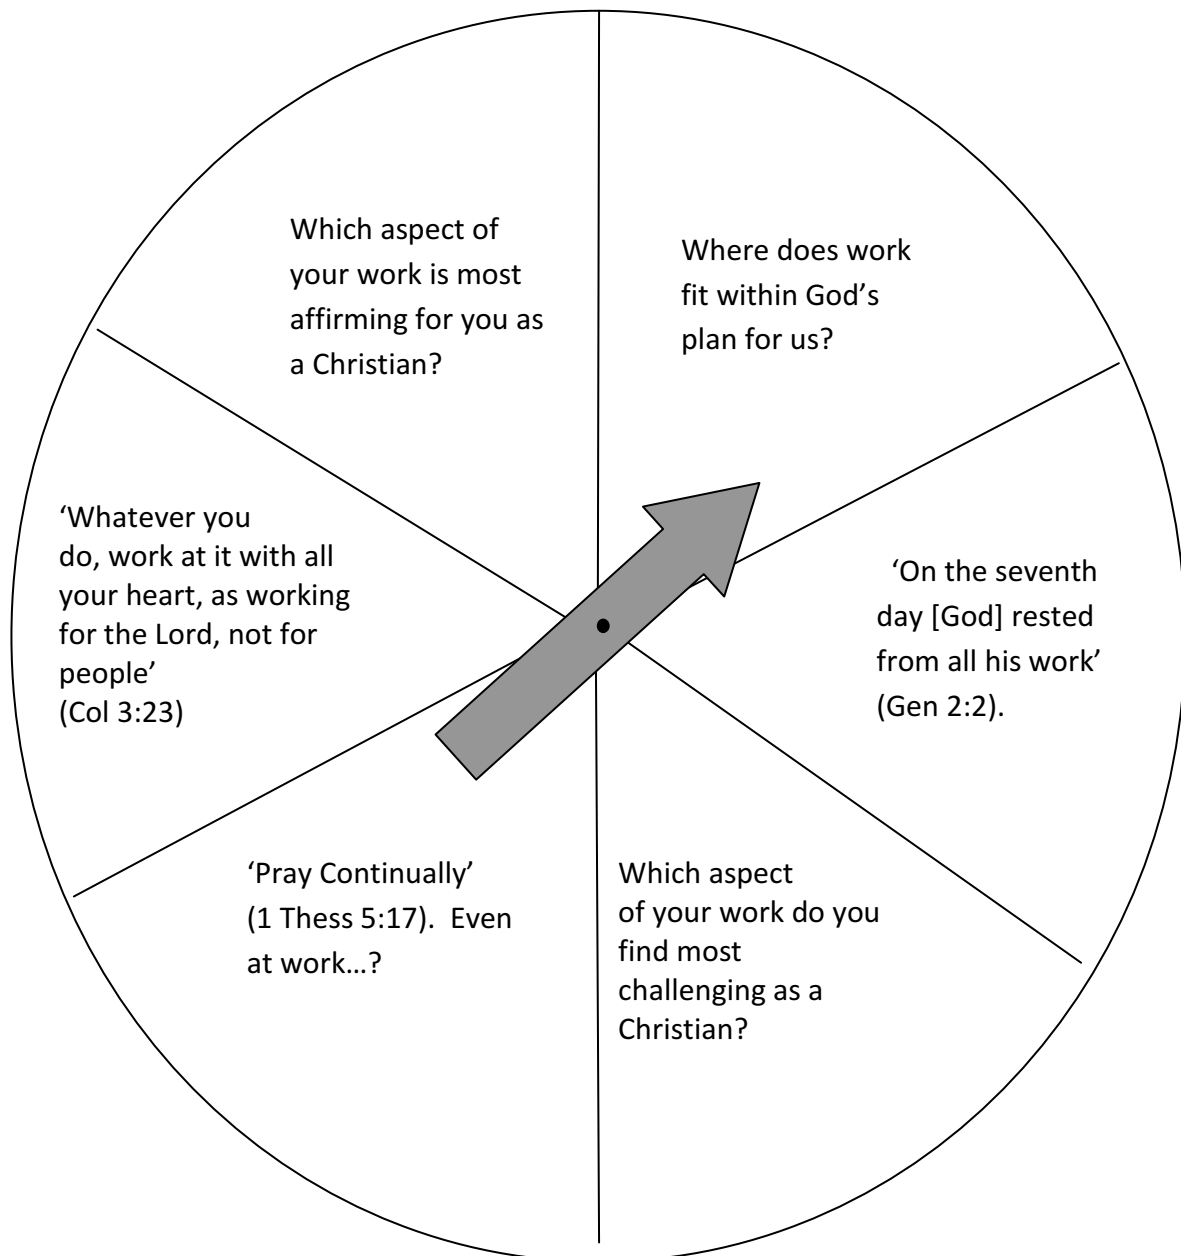 Which aspect of
your work is most
affirming for you as
a Christian?
Where does work
fit within God’s
plan for us?
‘Whatever you
do, work at it with all
your heart, as working
for the Lord, not for
people’
(Col 3:23)
‘On the seventh
day [God] rested
from all his work’
(Gen 2:2).
‘Pray Continually’
(1 Thess 5:17).  Even
at work…?
Which aspect
of your work do you
find most
challenging as a
Christian?